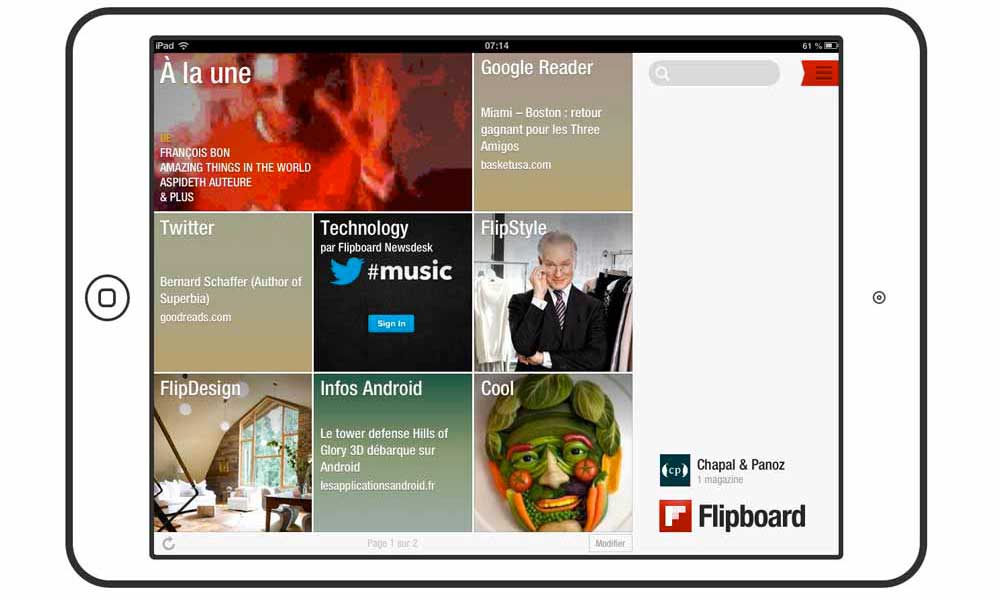 iPad
07:14
61 %
À la une
DE
FRANÇOIS BON
AMAZING THINGS IN THE WORLD
ASPIDETH AUTEURE
& PLUS
Google Reader
Miami – Boston : retour
gagnant pour les Three
Amigos
basketusa.com
Twitter
Bernard Schaffer (Author of
Superbia)
goodreads.com
Technology
par Flipboard Newsdesk
#music
Sign In
FlipStyle
FlipDesign
Infos Android
Le tower defense Hills of
Glory 3D débarque sur
Android
lesapplicationsandroid.fr
Cool
cp
Chapal & Panoz
1 magazine
Flipboard
Page 1 sur 2
Modifier